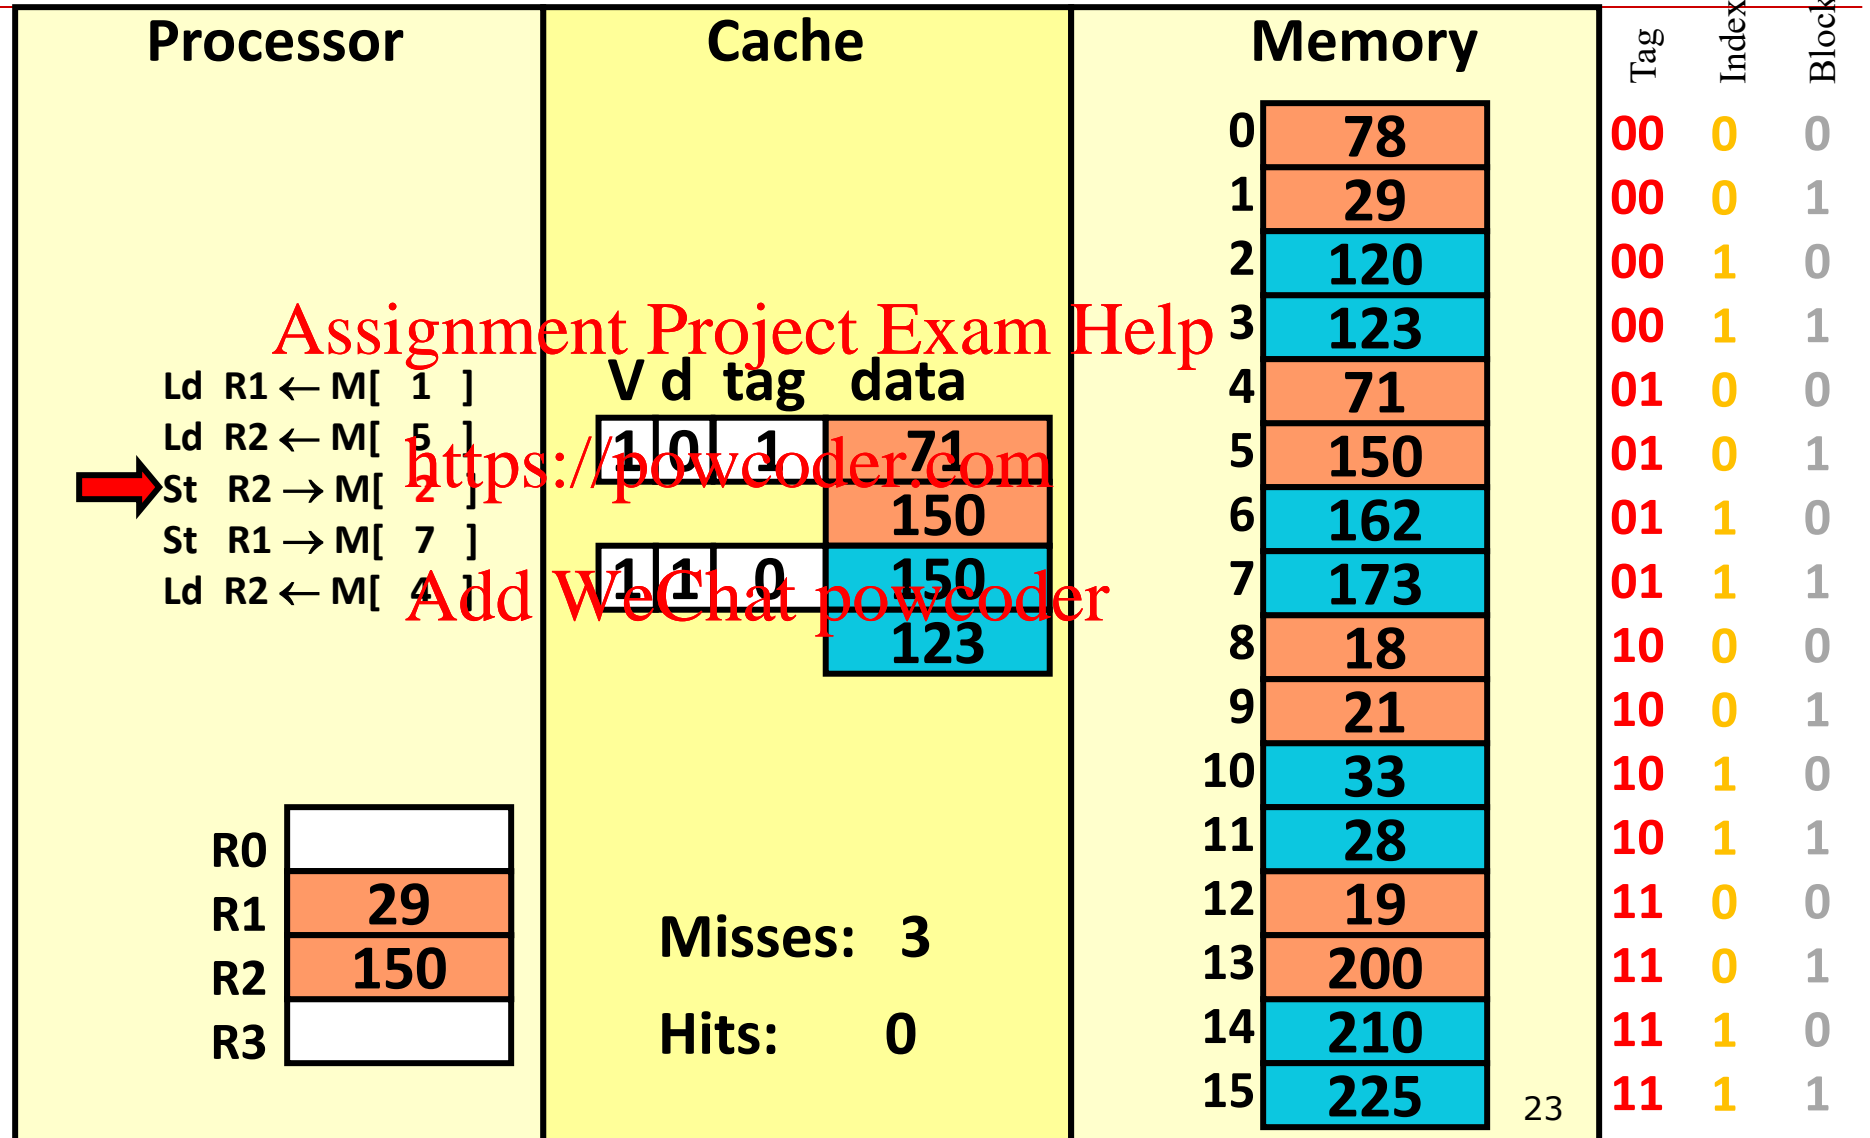 Processor
Cache
Memory
Tag
Index
Block
0 78 00 0 0
1 29 00 0 1
2 120 00 1 0
Assignment Project Exam Help
3 123 00 1 1
Ld R1 ← M[ 1 ]
V d tag data
4 71 01 0 0
Ld R2 ← M[ 5 ]
1 0 1 71
https://powcoder.com
5 150 01 0 1
St R2 → M[ 2 ]
150
6 162 01 1 0
St R1 → M[ 7 ]
Ld R2 ← M[ 4 ]
1 1 0 150
Add WeChat powcoder
7 173 01 1 1
123
8 18 10 0 0
9 21 10 0 1
10 33 10 1 0
R0
11 28 10 1 1
R1 29
Misses: 3
12 19 11 0 0
R2 150
13 200 11 0 1
R3
Hits: 0
14 210 11 1 0
15 225 11 1 1
23